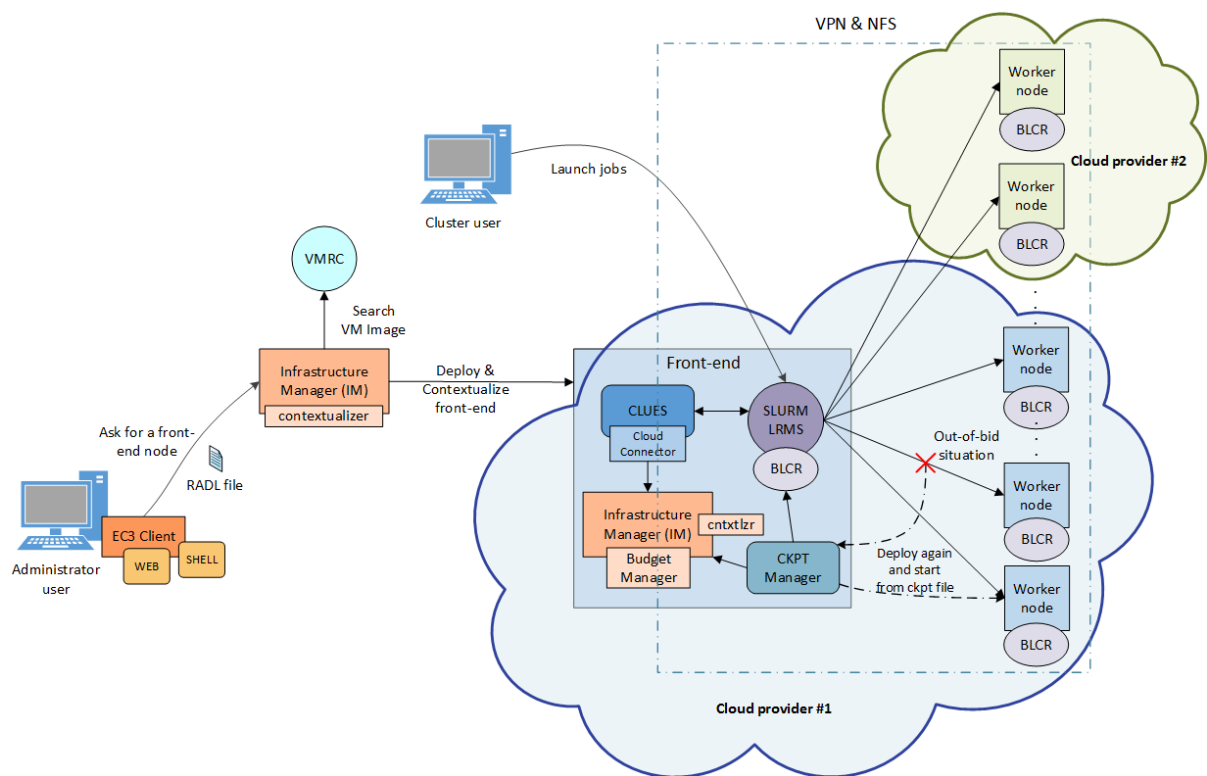 VPN & NFS
Worker
node
BLCR
Cloud provider #2
Worker
node
BLCR
Launch jobs
Cluster user
VMRC
Search
VM Image
Infrastructure
Manager (IM)
contextualizer
Deploy &
Contextualize
front-end
Ask for a front-
end node
RADL file
EC3 Client
WEB
SHELL
Administrator
user
Front-end
CLUES
Cloud
Connector
SLURM
LRMS
BLCR
Infrastructure
Manager (IM)
cntxtlzr
Budget
Manager
CKPT
Manager
Out-of-bid
situation
Deploy again
and start
from ckpt file
Worker
node
BLCR
Worker
node
BLCR
Worker
node
BLCR
Cloud provider #1